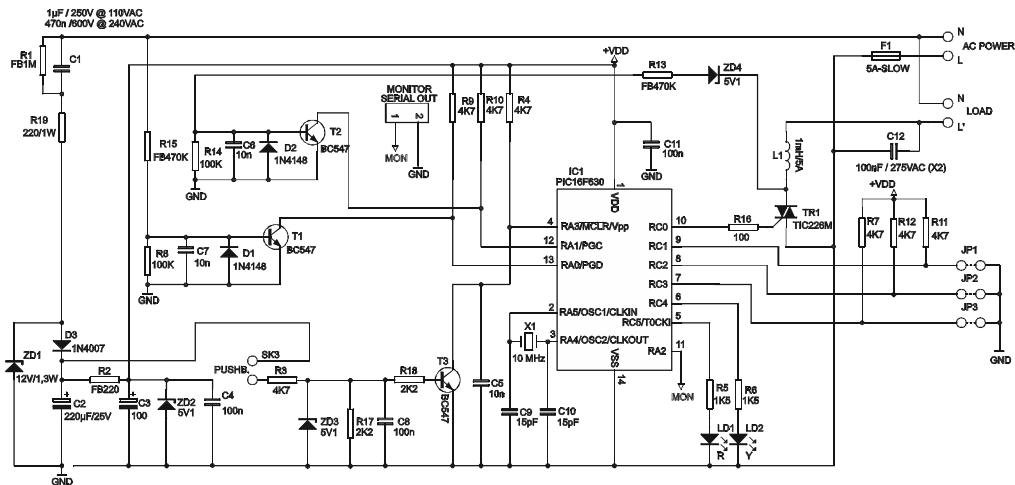 1µF / 250V @ 110VAC
470n /600V @ 240VAC
R1
FB1M
C1
R19
220/1W
R15
FB470K
R14
100K
C6
10n
D2
1N4148
T2
BC547
GND
MONITOR
SERIAL OUT
1
2
MON
GND
R9
4K7
R10
4K7
R4
4K7
+VDD
R13
FB470K
ZD4
5V1
F1
5A-SLOW
N
AC POWER
L
N
LOAD
L'
C12
100nF / 275VAC (X2)
L1
1mH/5A
C11
100n
GND
IC1
PIC16F630
1
VDD
4
RA3/MCLR/Vpp
12
RA1/PGC
13
RA0/PGD
2
RA5/OSC1/CLKIN
3
RA4/OSC2/CLKOUT
VSS
14
RC0
10
RC1
9
RC2
8
RC3
7
RC4
6
RC5/T0CKI
5
RA2
11
MON
R16
100
TR1
TIC226M
+VDD
R7
4K7
R12
4K7
R11
4K7
JP1
JP2
JP3
GND
R8
100K
C7
10n
D1
1N4148
T1
BC547
GND
ZD1
12V/1,3W
D3
1N4007
R2
FB220
C2
220µF/25V
C3
100
ZD2
5V1
C4
100n
GND
SK3
PUSHB.
R3
4K7
ZD3
5V1
R17
2K2
C8
100n
R18
2K2
T3
BC547
C5
10n
X1
10 MHz
C9
15pF
C10
15pF
R5
1K5
R6
1K5
LD1
R
LD2
Y